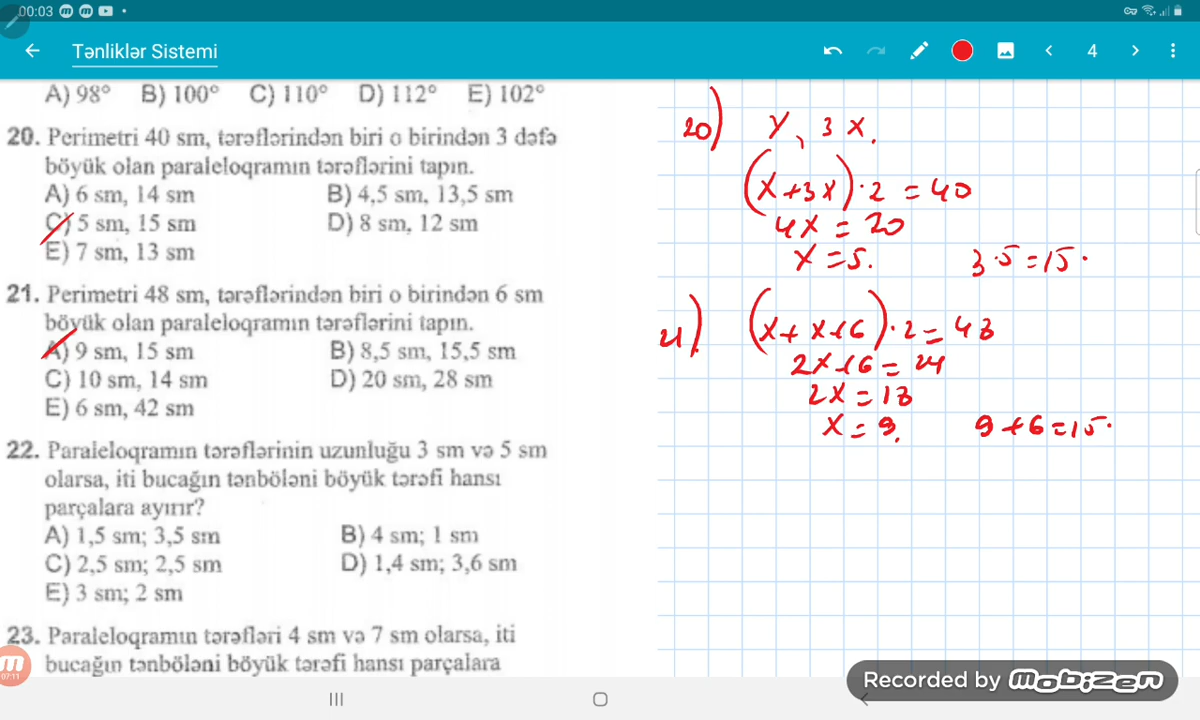 00:03
Tənliklər Sistemi
4
A) 98° B) 100° C) 110° D) 112° E) 102°
20. Perimetri 40 sm, tərəflərindən biri o birindən 3 dəfə
böyük olan paraleloqramın tərəflərini tapın.
A) 6 sm, 14 sm B) 4,5 sm, 13,5 sm
C) 5 sm, 15 sm D) 8 sm, 12 sm
E) 7 sm, 13 sm
21. Perimetri 48 sm, tərəflərindən biri o birindən 6 sm
böyük olan paraleloqramın tərəflərini tapın.
A) 9 sm, 15 sm B) 8,5 sm, 15,5 sm
C) 10 sm, 14 sm D) 20 sm, 28 sm
E) 6 sm, 42 sm
22. Paraleloqramın tərəflərinin uzunluğu 3 sm və 5 sm
olarsa, iti bucağın tənböləni böyük tərəfi hansı
parçalara ayırır?
A) 1,5 sm; 3,5 sm B) 4 sm; 1 sm
C) 2,5 sm; 2,5 sm D) 1,4 sm; 3,6 sm
E) 3 sm; 2 sm
23. Paraleloqramın tərəfləri 4 sm və 7 sm olarsa, iti
bucağın tənböləni böyük tərəfi hansı parçalara
20) x, 3x.
(x+3x)·2=40
4x=20
x=5. 3·5=15.
21) (x+x+6)·2=48
2x+6=24
2x=18
x=9. 9+6=15.
m
07:11
Recorded by mobizen